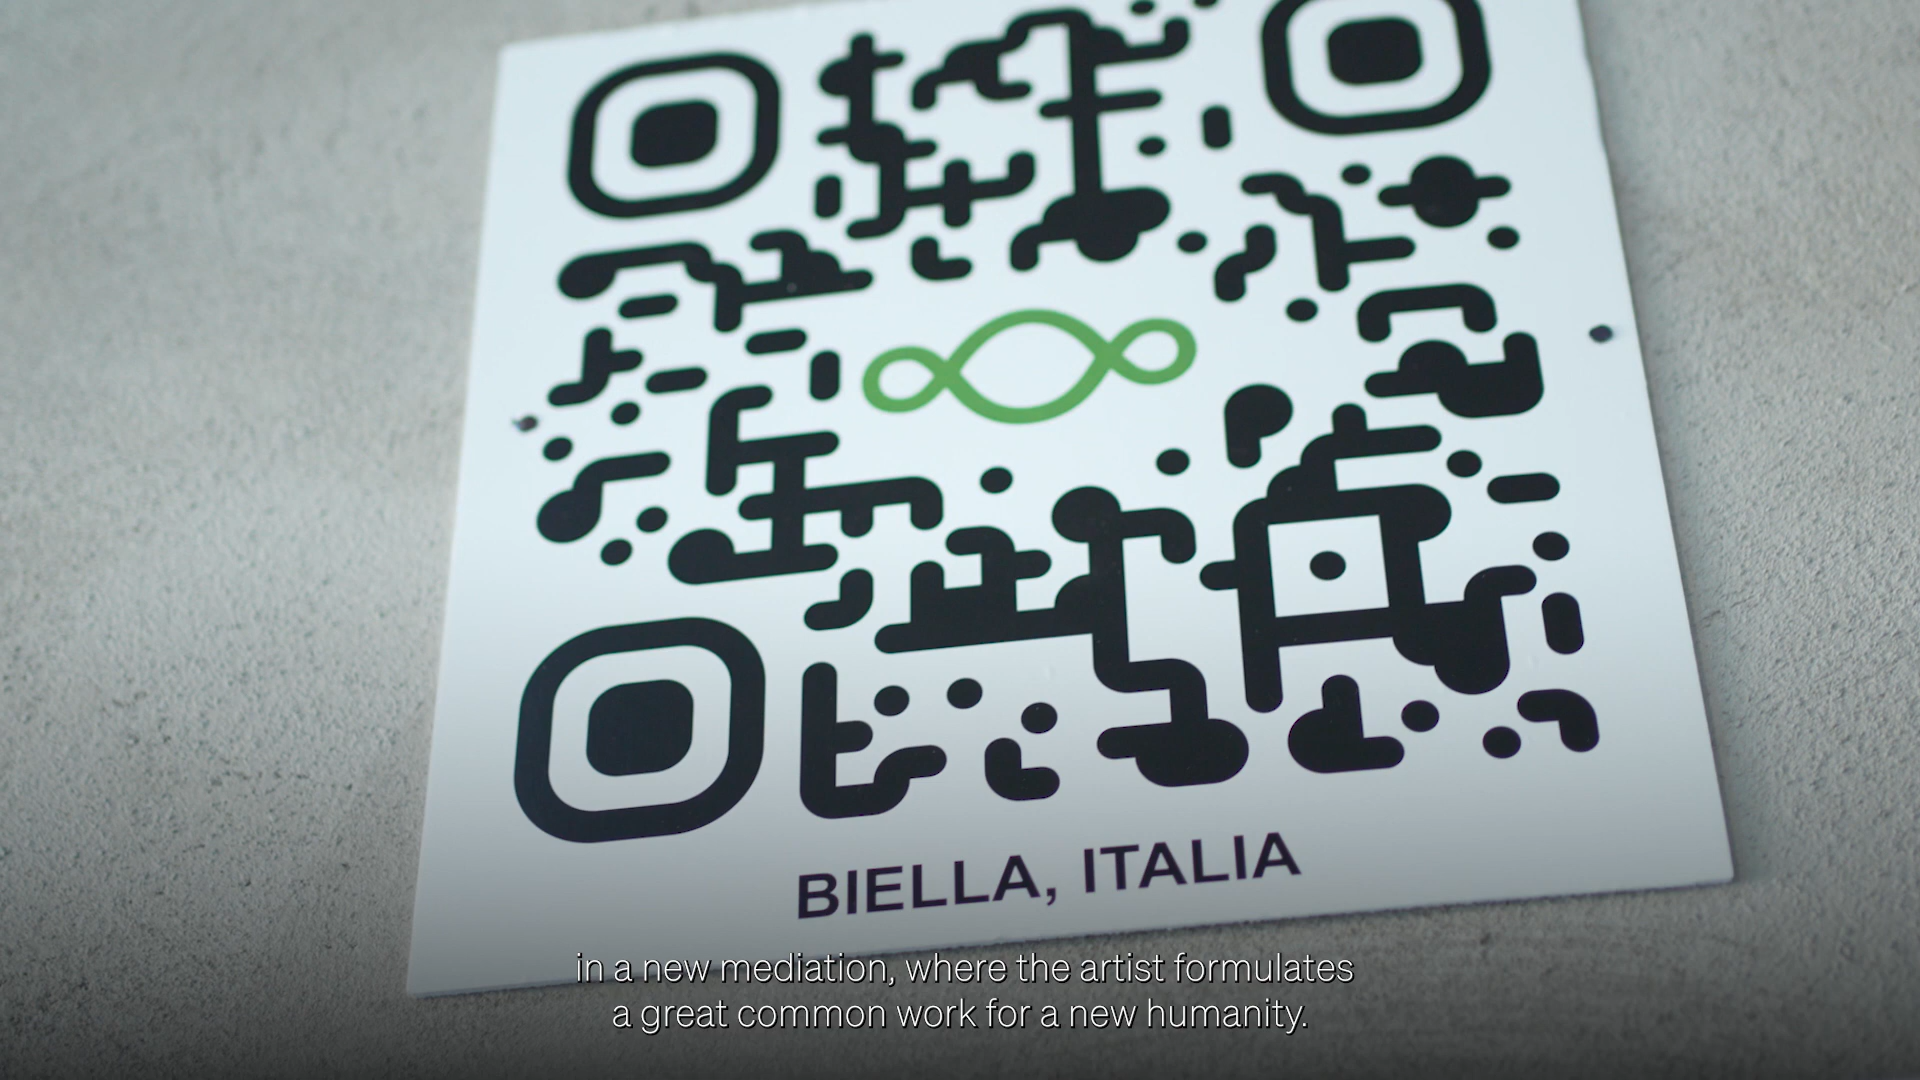 BIELLA, ITALIA
in a new mediation, where the artist formulates
a great common work for a new humanity.